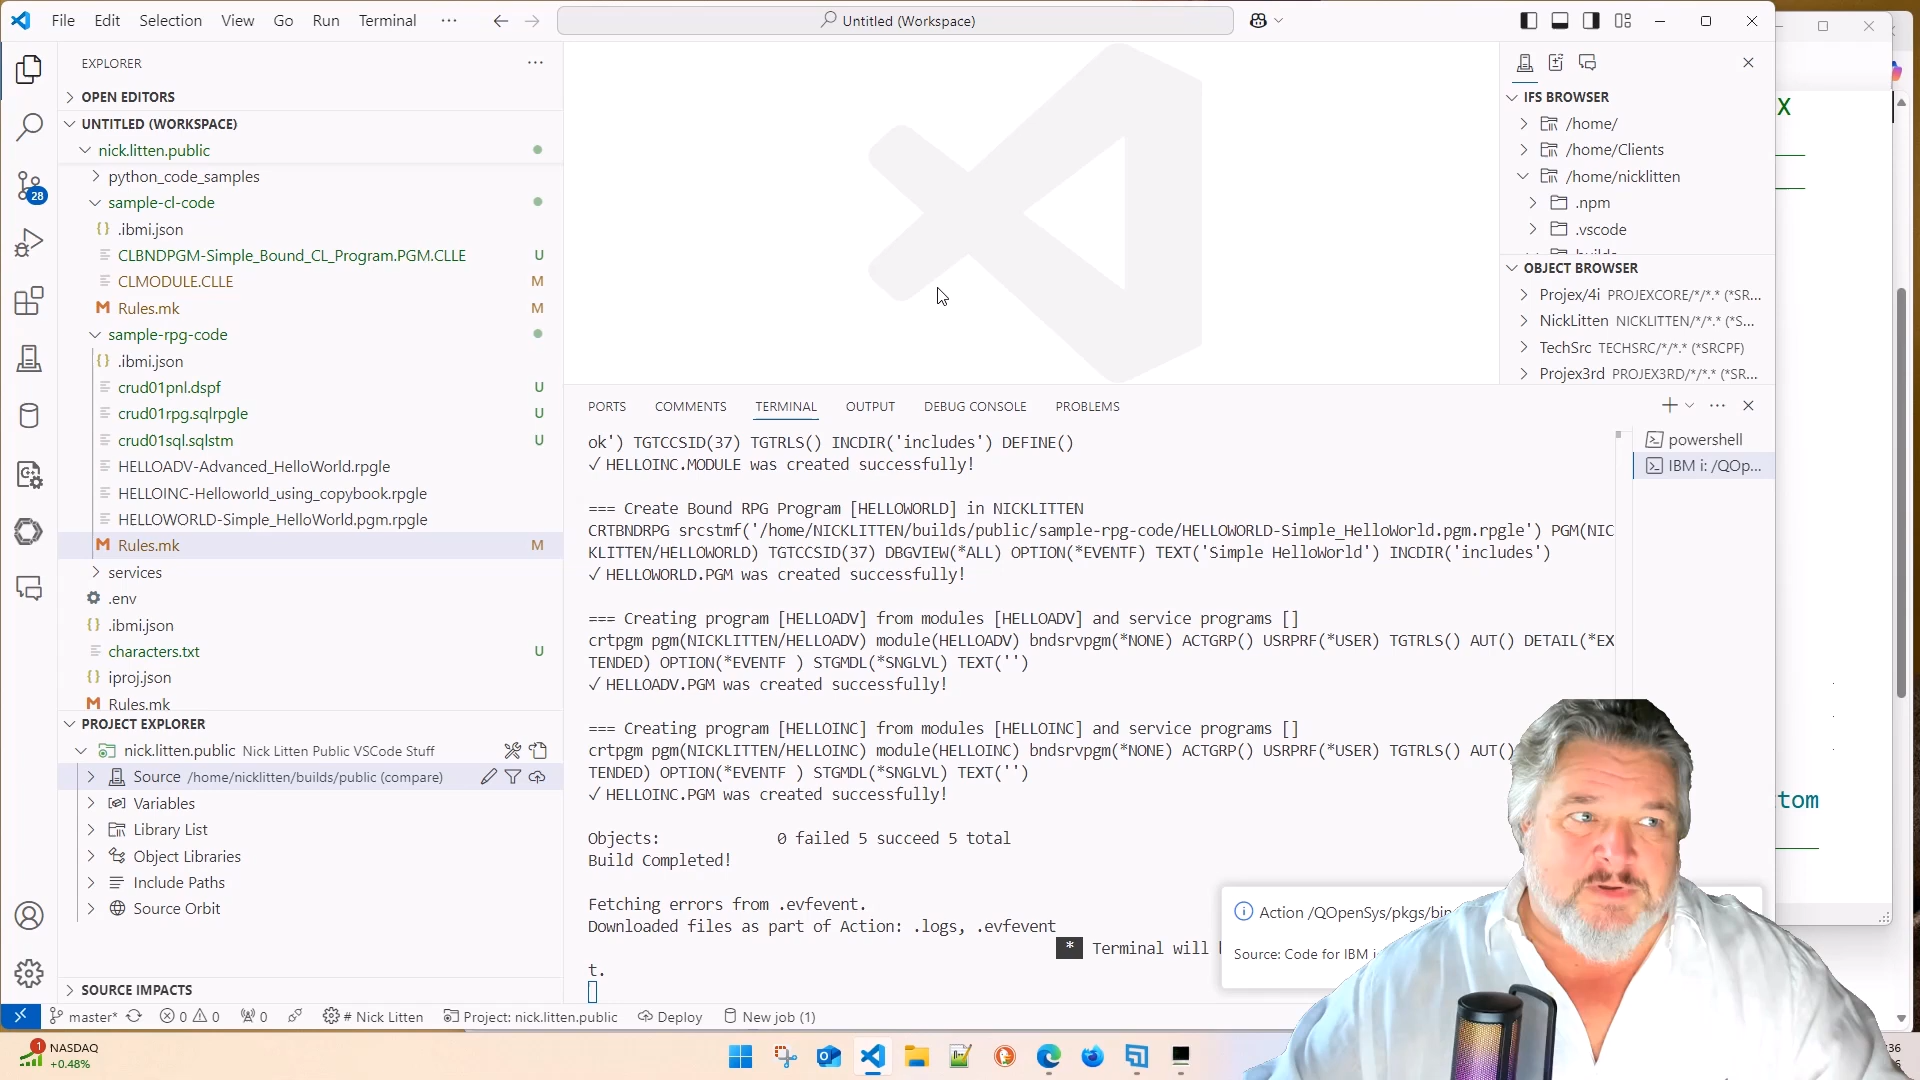 File Edit Selection View Go Run Terminal ··· Untitled (Workspace)
EXPLORER
OPEN EDITORS
UNTITLED (WORKSPACE)
nick.litten.public
python_code_samples
sample-cl-code
.ibmi.json
CLBNDPGM-Simple_Bound_CL_Program.PGM.CLLE U
CLMODULE.CLLE M
Rules.mk M
sample-rpg-code
.ibmi.json
crud01pnl.dspf U
crud01rpg.sqlrpgle U
crud01sql.sqlstm U
HELLOADV-Advanced_HelloWorld.rpgle
HELLOINC-Helloworld_using_copybook.rpgle
HELLOWORLD-Simple_HelloWorld.pgm.rpgle
Rules.mk M
services
.env
.ibmi.json
characters.txt U
iproj.json
Rules.mk
28
PROJECT EXPLORER
nick.litten.public Nick Litten Public VSCode Stuff
Source /home/nicklitten/builds/public (compare)
Variables
Library List
Object Libraries
Include Paths
Source Orbit
SOURCE IMPACTS
PORTS COMMENTS TERMINAL OUTPUT DEBUG CONSOLE PROBLEMS
ok') TGTCCSID(37) TGTRLS() INCDIR('includes') DEFINE()
✓ HELLOINC.MODULE was created successfully!
=== Create Bound RPG Program [HELLOWORLD] in NICKLITTEN
CRTBNDRPG srcstmf('/home/NICKLITTEN/builds/public/sample-rpg-code/HELLOWORLD-Simple_HelloWorld.pgm.rpgle') PGM(NIC
KLITTEN/HELLOWORLD) TGTCCSID(37) DBGVIEW(*ALL) OPTION(*EVENTF) TEXT('Simple HelloWorld') INCDIR('includes')
✓ HELLOWORLD.PGM was created successfully!
=== Creating program [HELLOADV] from modules [HELLOADV] and service programs []
crtpgm pgm(NICKLITTEN/HELLOADV) module(HELLOADV) bndsrvpgm(*NONE) ACTGRP() USRPRF(*USER) TGTRLS() AUT() DETAIL(*EX
TENDED) OPTION(*EVENTF ) STGMDL(*SNGLVL) TEXT('')
✓ HELLOADV.PGM was created successfully!
=== Creating program [HELLOINC] from modules [HELLOINC] and service programs []
crtpgm pgm(NICKLITTEN/HELLOINC) module(HELLOINC) bndsrvpgm(*NONE) ACTGRP() USRPRF(*USER) TGTRLS() AUT()
TENDED) OPTION(*EVENTF ) STGMDL(*SNGLVL) TEXT('')
✓ HELLOINC.PGM was created successfully!
Objects: 0 failed 5 succeed 5 total
Build Completed!
Fetching errors from .evfevent.
Downloaded files as part of Action: .logs, .evfevent
* Terminal will
t.
powershell
IBM i: /QOp...
IFS BROWSER
/home/
/home/Clients
/home/nicklitten
.npm
.vscode
builds
OBJECT BROWSER
Projex/4i PROJEXCORE/*/*.* (*SR...
NickLitten NICKLITTEN/*/*.* (*S...
TechSrc TECHSRC/*/*.* (*SRCPF)
Projex3rd PROJEX3RD/*/*.* (*SR...
X
tom
Action /QOpenSys/pkgs/bin
Source: Code for IBM i
master* 0 0 0 # Nick Litten Project: nick.litten.public Deploy New job (1)
1
NASDAQ
+0.48%
36
6